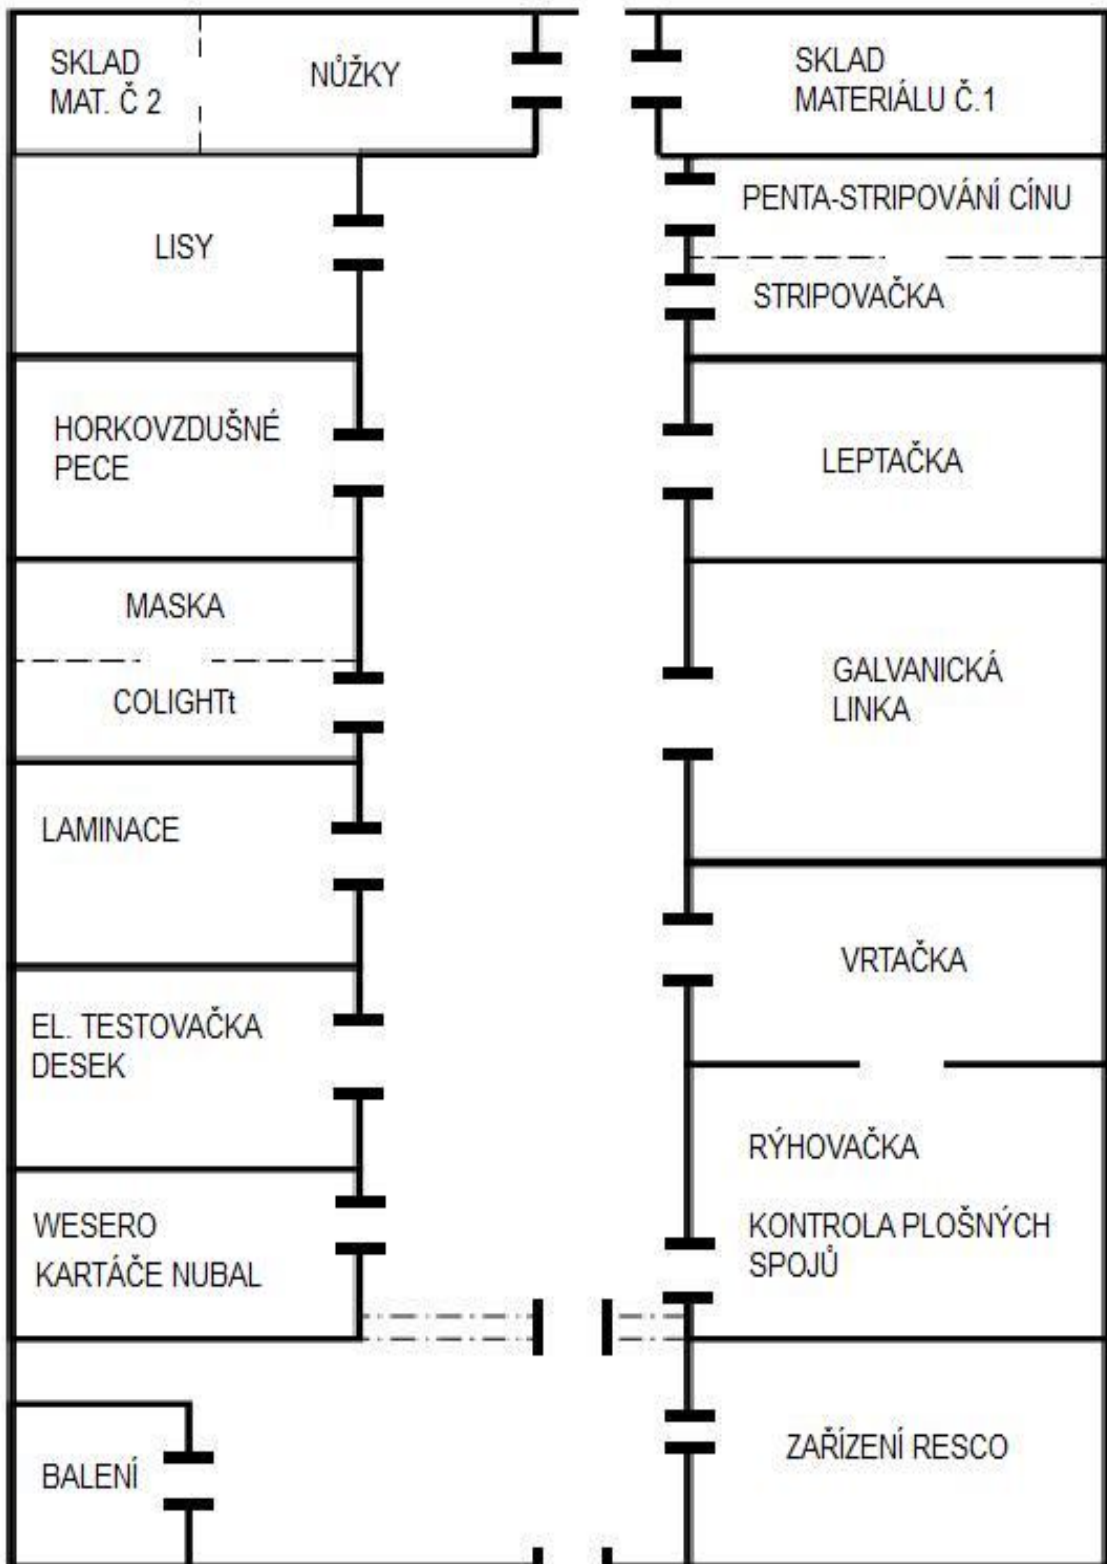 SKLAD
MAT. Č 2
NŮŽKY
SKLAD
MATERIÁLU Č.1
PENTA-STRIPOVÁNÍ CÍNU
LISY
STRIPOVAČKA
HORKOVZDUŠNÉ
PECE
LEPTAČKA
MASKA
COLIGHTt
GALVANICKÁ
LINKA
LAMINACE
VRTAČKA
EL. TESTOVAČKA
DESEK
RÝHOVAČKA
KONTROLA PLOŠNÝCH
SPOJŮ
WESERO
KARTÁČE NUBAL
BALENÍ
ZAŘÍZENÍ RESCO